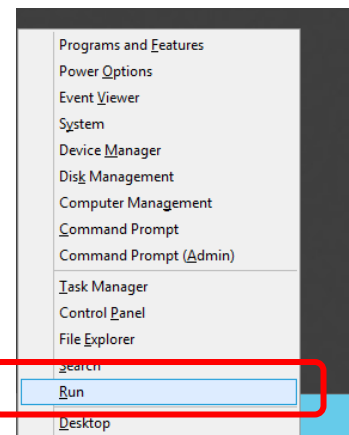 Programs and Features
Power Options
Event Viewer
System
Device Manager
Disk Management
Computer Management
Command Prompt
Command Prompt (Admin)
Task Manager
Control Panel
File Explorer
Search
Run
Desktop